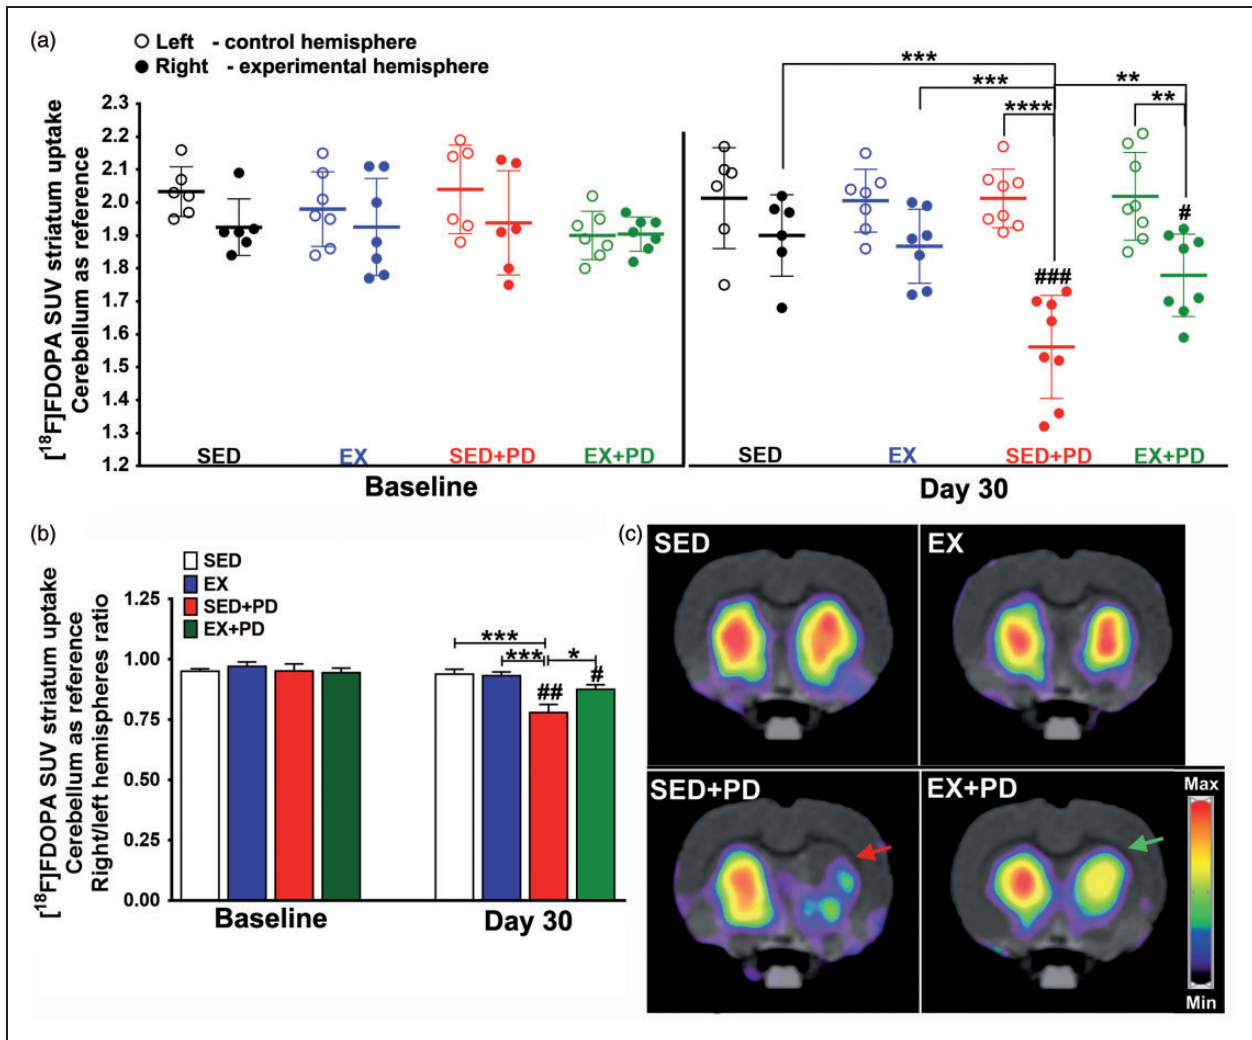 (a)
Left - control hemisphere
Right - experimental hemisphere
[¹⁸F]FDOPA SUV striatum uptake
Cerebellum as reference
2.3
2.2
2.1
2.0
1.9
1.8
1.7
1.6
1.5
1.4
1.3
1.2
***
***
**
****
**
###
#
SED
EX
SED+PD
EX+PD
SED
EX
SED+PD
EX+PD
Baseline
Day 30
(b)
SED
EX
SED+PD
EX+PD
[¹⁸F]FDOPA SUV striatum uptake
Cerebellum as reference
Right/left hemispheres ratio
1.25
1.00
0.75
0.50
0.25
0.00
***
***
*
##
#
Baseline
Day 30
(c)
SED
EX
SED+PD
EX+PD
Max
Min